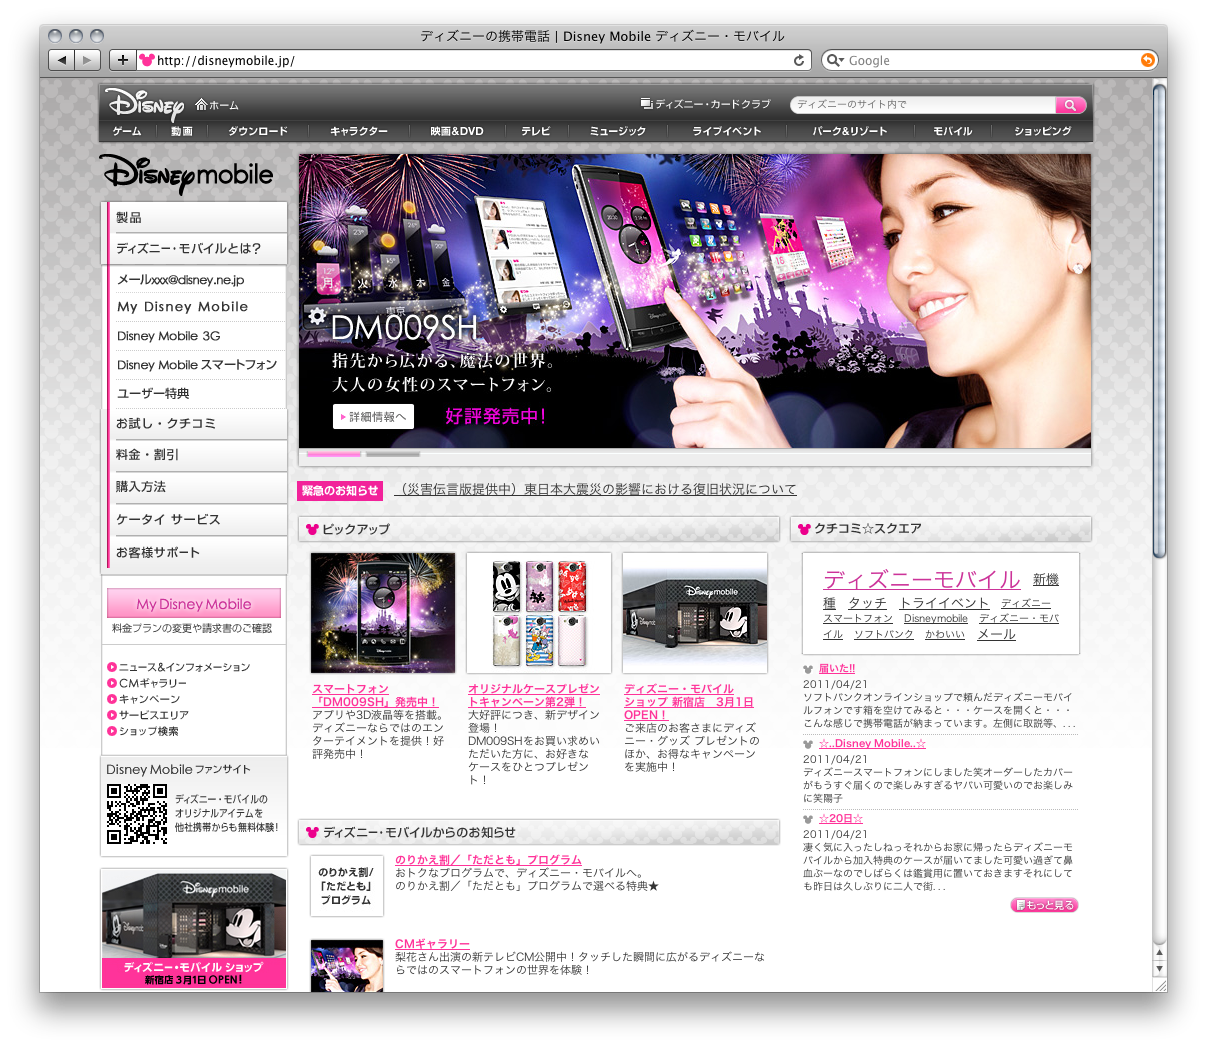 ディズニーの携帯電話 | Disney Mobile ディズニー・モバイル
http://disneymobile.jp/
Google
Disney
ホーム
ディズニー・カードクラブ
ディズニーのサイト内で
ゲーム 動画 ダウンロード キャラクター 映画&DVD テレビ ミュージック ライブイベント パーク&リゾート モバイル ショッピング
Disney mobile
製品
ディズニー・モバイルとは?
メールxxx@disney.ne.jp
My Disney Mobile
Disney Mobile 3G
Disney Mobile スマートフォン
ユーザー特典
お試し・クチコミ
料金・割引
購入方法
ケータイ サービス
お客様サポート
My Disney Mobile
料金プランの変更や請求書のご確認
ニュース&インフォメーション
CMギャラリー
キャンペーン
サービスエリア
ショップ検索
Disney Mobile ファンサイト
ディズニー・モバイルの
オリジナルアイテムを
他社携帯からも無料体験!
Disney mobile
ディズニー・モバイル ショップ
新宿店 3月1日 OPEN!
月 火 水 木 金
東京
DM009SH
指先から広がる、魔法の世界。
大人の女性のスマートフォン。
詳細情報へ
好評発売中!
緊急のお知らせ
（災害伝言版提供中）東日本大震災の影響における復旧状況について
ピックアップ
スマートフォン
「DM009SH」発売中！
アプリや3D液晶等を搭載。
ディズニーならではのエン
ターテイメントを提供！好
評発売中！
オリジナルケースプレゼン
トキャンペーン第2弾！
大好評につき、新デザイン
登場！
DM009SHをお買い求めい
ただいた方に、お好きな
ケースをひとつプレゼン
ト！
Disney mobile
ディズニー・モバイル
ショップ 新宿店　3月1日
OPEN！
ご来店のお客さまにディズ
ニー・グッズ プレゼントの
ほか、お得なキャンペーン
を実施中！
ディズニー・モバイルからのお知らせ
のりかえ割/
「ただとも」
プログラム
のりかえ割／「ただとも」プログラム
おトクなプログラムで、ディズニー・モバイルへ。
のりかえ割／「ただとも」プログラムで選べる特典★
CMギャラリー
梨花さん出演の新テレビCM公開中！タッチした瞬間に広がるディズニーな
らではのスマートフォンの世界を体験！
クチコミ☆スクエア
ディズニーモバイル 新機
種 タッチ トライイベント ディズニー
スマートフォン Disneymobile ディズニー・モバ
イル ソフトバンク かわいい メール
届いた!!
2011/04/21
ソフトバンクオンラインショップで頼んだディズニーモバイ
ルフォンです箱を空けてみると・・・ケースを開くと・・・
こんな感じで携帯電話が納まっています。左側に取説等、...
☆..Disney Mobile..☆
2011/04/21
ディズニースマートフォンにしました笑オーダーしたカバー
がもうすぐ届くので楽しみすぎるヤバい可愛いのでお楽しみ
に笑陽子
☆20日☆
2011/04/21
凄く気に入ったしねっそれからお家に帰ったらディズニーモ
バイルから加入特典のケースが届いてました可愛い過ぎて鼻
血ぶーなのでしばらくは鑑賞用に置いておきますそれにして
も昨日は久しぶりに二人で街...
もっと見る